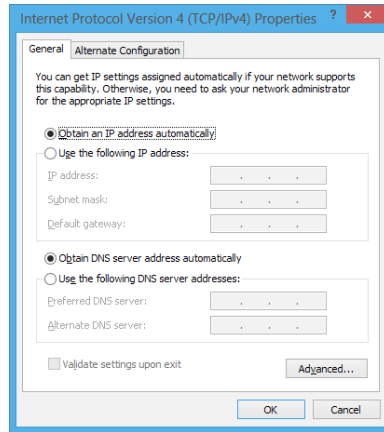 Internet Protocol Version 4 (TCP/IPv4) Properties
General
Alternate Configuration
You can get IP settings assigned automatically if your network supports
this capability. Otherwise, you need to ask your network administrator
for the appropriate IP settings.
Obtain an IP address automatically
Use the following IP address:
IP address:
Subnet mask:
Default gateway:
Obtain DNS server address automatically
Use the following DNS server addresses:
Preferred DNS server:
Alternate DNS server:
Validate settings upon exit
Advanced...
OK
Cancel